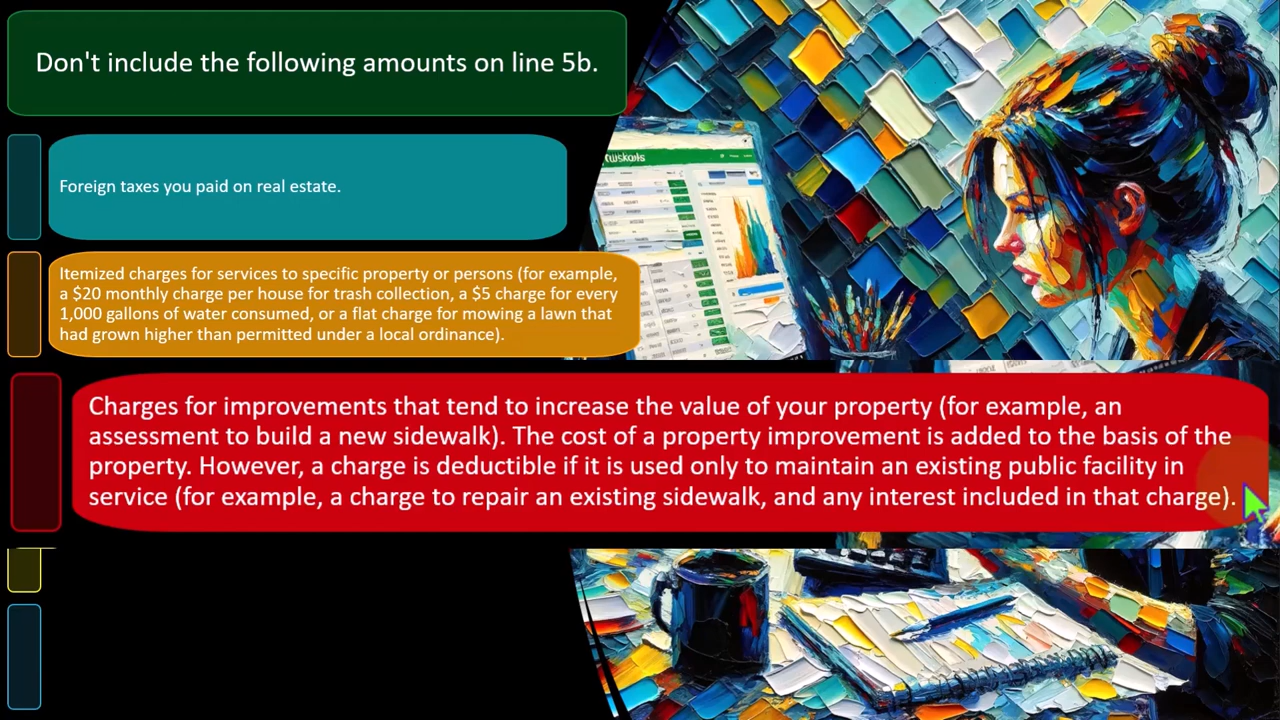 Don't include the following amounts on line 5b.
Foreign taxes you paid on real estate.
Itemized charges for services to specific property or persons (for example,
a $20 monthly charge per house for trash collection, a $5 charge for every
1,000 gallons of water consumed, or a flat charge for mowing a lawn that
had grown higher than permitted under a local ordinance).
Charges for improvements that tend to increase the value of your property (for example, an
assessment to build a new sidewalk). The cost of a property improvement is added to the basis of the
property. However, a charge is deductible if it is used only to maintain an existing public facility in
service (for example, a charge to repair an existing sidewalk, and any interest included in that charge).